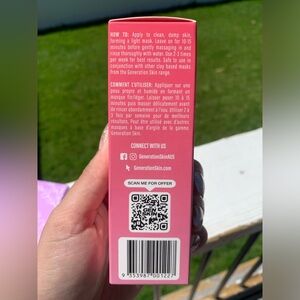 HOW TO: Apply to clean, damp skin,
forming a light mask. Leave on for 10-15
minutes before gently massaging in and
rinse thoroughly with water. Use 2-3 times
per week for best results. Safe to use in
conjunction with other clay based masks
from the Generation Skin range.
COMMENT L'UTILISER: Appliquer sur une
peau propre et humide en formant un
masque fin/léger. Laisser poser 10 à 15
minutes puis masser délicatement avant
de rincer abondamment à l'eau. Utiliser 2 à
3 fois par semaine pour de meilleurs
résultats. Peut être utilisé avec d'autres
masques à base d'argile de la gamme
Generation Skin.
CONNECT WITH US
GenerationSkinAUS
GenerationSkin.com
SCAN ME FOR OFFER
9 353987 001227